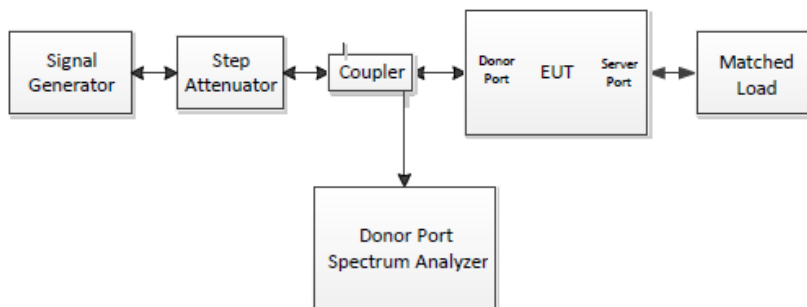 Signal
Generator
Step
Attenuator
Coupler
Donor
Port
EUT
Server
Port
Matched
Load
Donor Port
Spectrum Analyzer